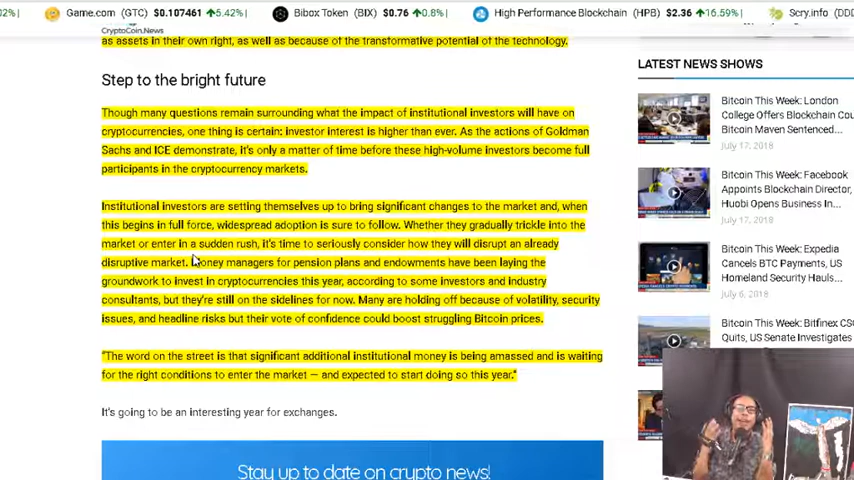 02%)
Game.com (GTC) $0.107461 ↑5.42% |
Bibox Token (BIX) $0.76 ↑0.8% |
High Performance Blockchain (HPB) $2.36 ↑16.59% |
Scry.info (DDD
CryptoCoin.News
as assets in their own right, as well as because of the transformative potential of the technology.
Step to the bright future
Though many questions remain surrounding what the impact of institutional investors will have on
cryptocurrencies, one thing is certain: investor interest is higher than ever. As the actions of Goldman
Sachs and ICE demonstrate, it's only a matter of time before these high-volume investors become full
participants in the cryptocurrency markets.
Institutional investors are setting themselves up to bring significant changes to the market and, when
this begins in full force, widespread adoption is sure to follow. Whether they gradually trickle into the
market or enter in a sudden rush, it's time to seriously consider how they will disrupt an already
disruptive market. Money managers for pension plans and endowments have been laying the
groundwork to invest in cryptocurrencies this year, according to some investors and industry
consultants, but they're still on the sidelines for now. Many are holding off because of volatility, security
issues, and headline risks but their vote of confidence could boost struggling Bitcoin prices.
"The word on the street is that significant additional institutional money is being amassed and is waiting
for the right conditions to enter the market — and expected to start doing so this year."
It's going to be an interesting year for exchanges.
Stay up to date on crypto news!
LATEST NEWS SHOWS
Bitcoin This Week: London
College Offers Blockchain Cou
Bitcoin Maven Sentenced...
July 17, 2018
Bitcoin This Week: Facebook
Appoints Blockchain Director,
Huobi Opens Business In...
July 17, 2018
Bitcoin This Week: Expedia
Cancels BTC Payments, US
Homeland Security Hauls...
July 6, 2018
Bitcoin This Week: Bitfinex CSO
Quits, US Senate Investigates